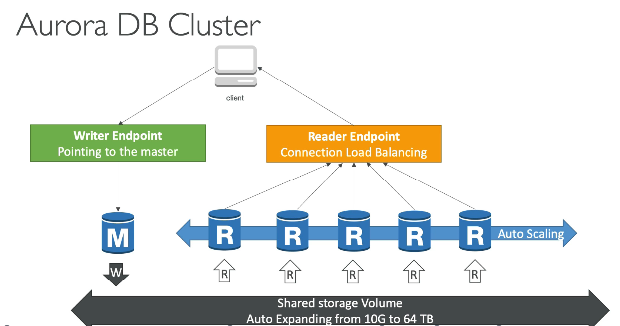 Aurora DB Cluster
client
Writer Endpoint
Pointing to the master
Reader Endpoint
Connection Load Balancing
M
R
R
R
R
R
Auto Scaling
W
R
R
R
R
R
Shared storage Volume
Auto Expanding from 10G to 64 TB